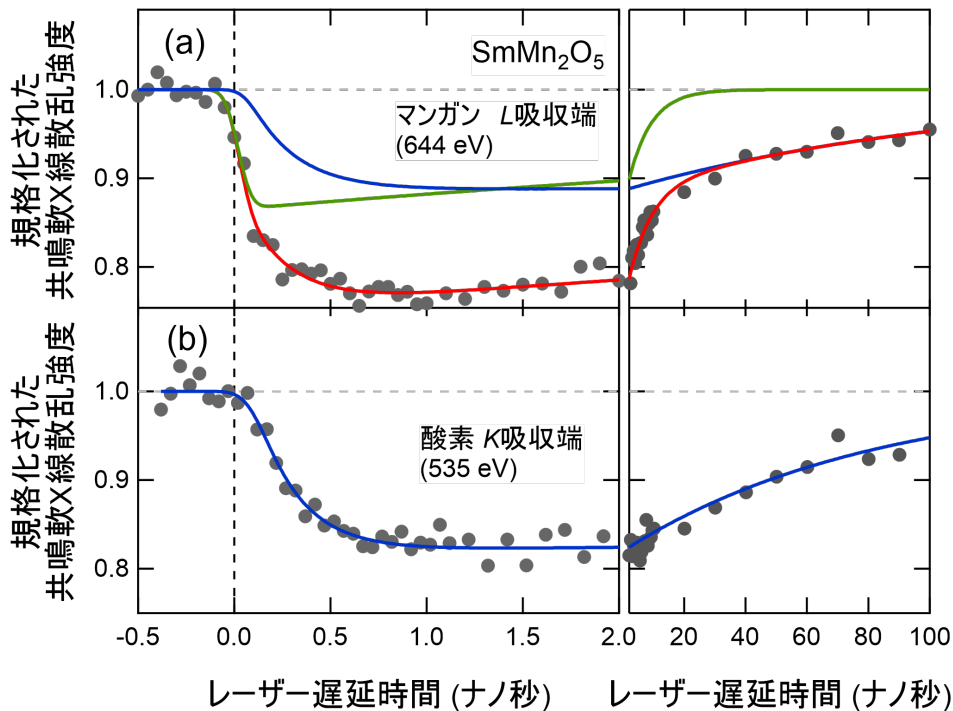 (a)
SmMn₂O₅
マンガン L吸収端
(644 eV)
規格化された
共鳴軟X線散乱強度
1.0
0.9
0.8
(b)
酸素 K吸収端
(535 eV)
規格化された
共鳴軟X線散乱強度
1.0
0.9
0.8
-0.5 0.0 0.5 1.0 1.5 2.0
20 40 60 80 100
レーザー遅延時間 (ナノ秒)
レーザー遅延時間 (ナノ秒)